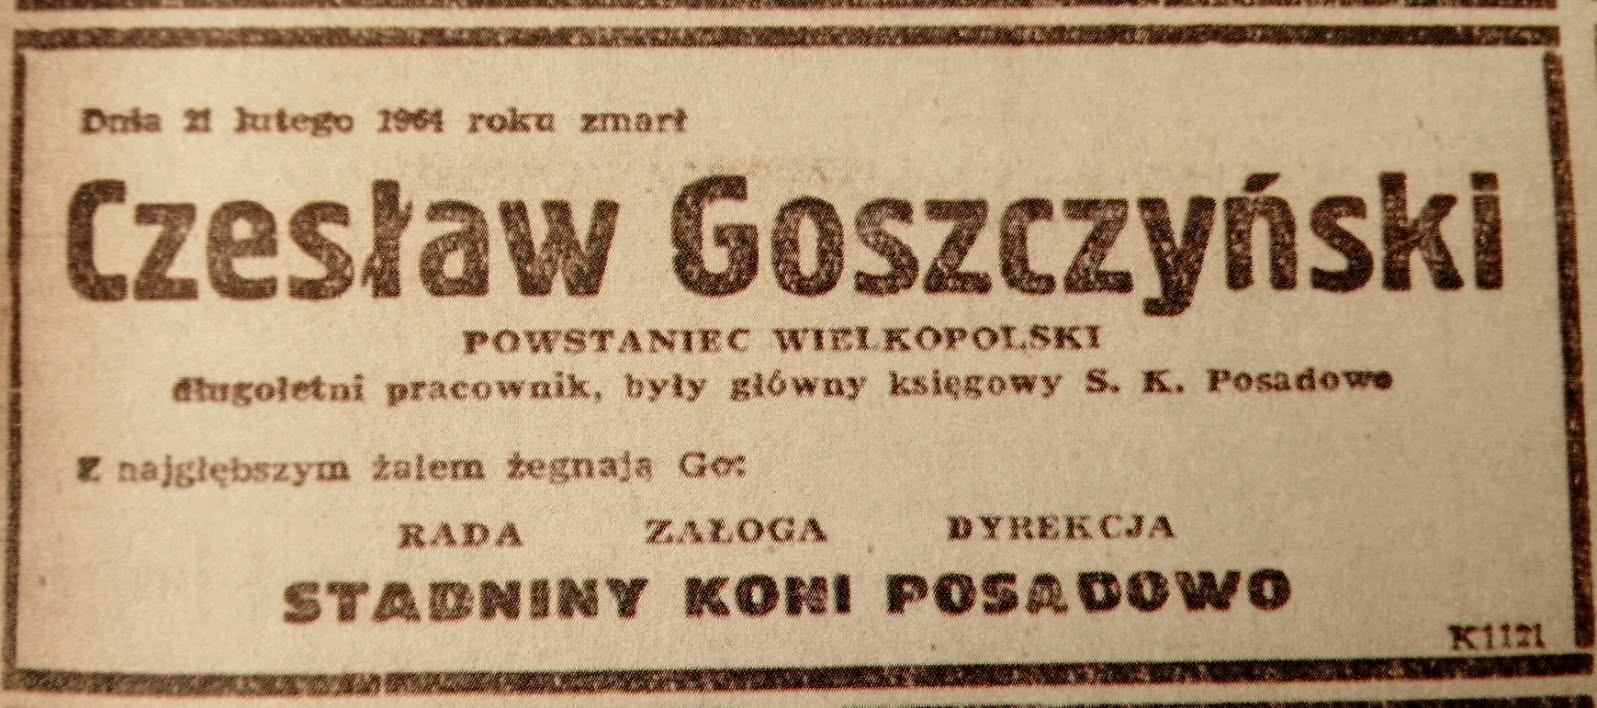 Dnia 21 lutego 1964 roku zmarł
Czesław Goszczyński
POWSTANIEC WIELKOPOLSKI
długoletni pracownik, były główny księgowy S. K. Posadowo
Z najgłębszym żalem żegnają Go:
RADA ZAŁOGA DYREKCJA
STADNINY KONI POSADOWO
K1121